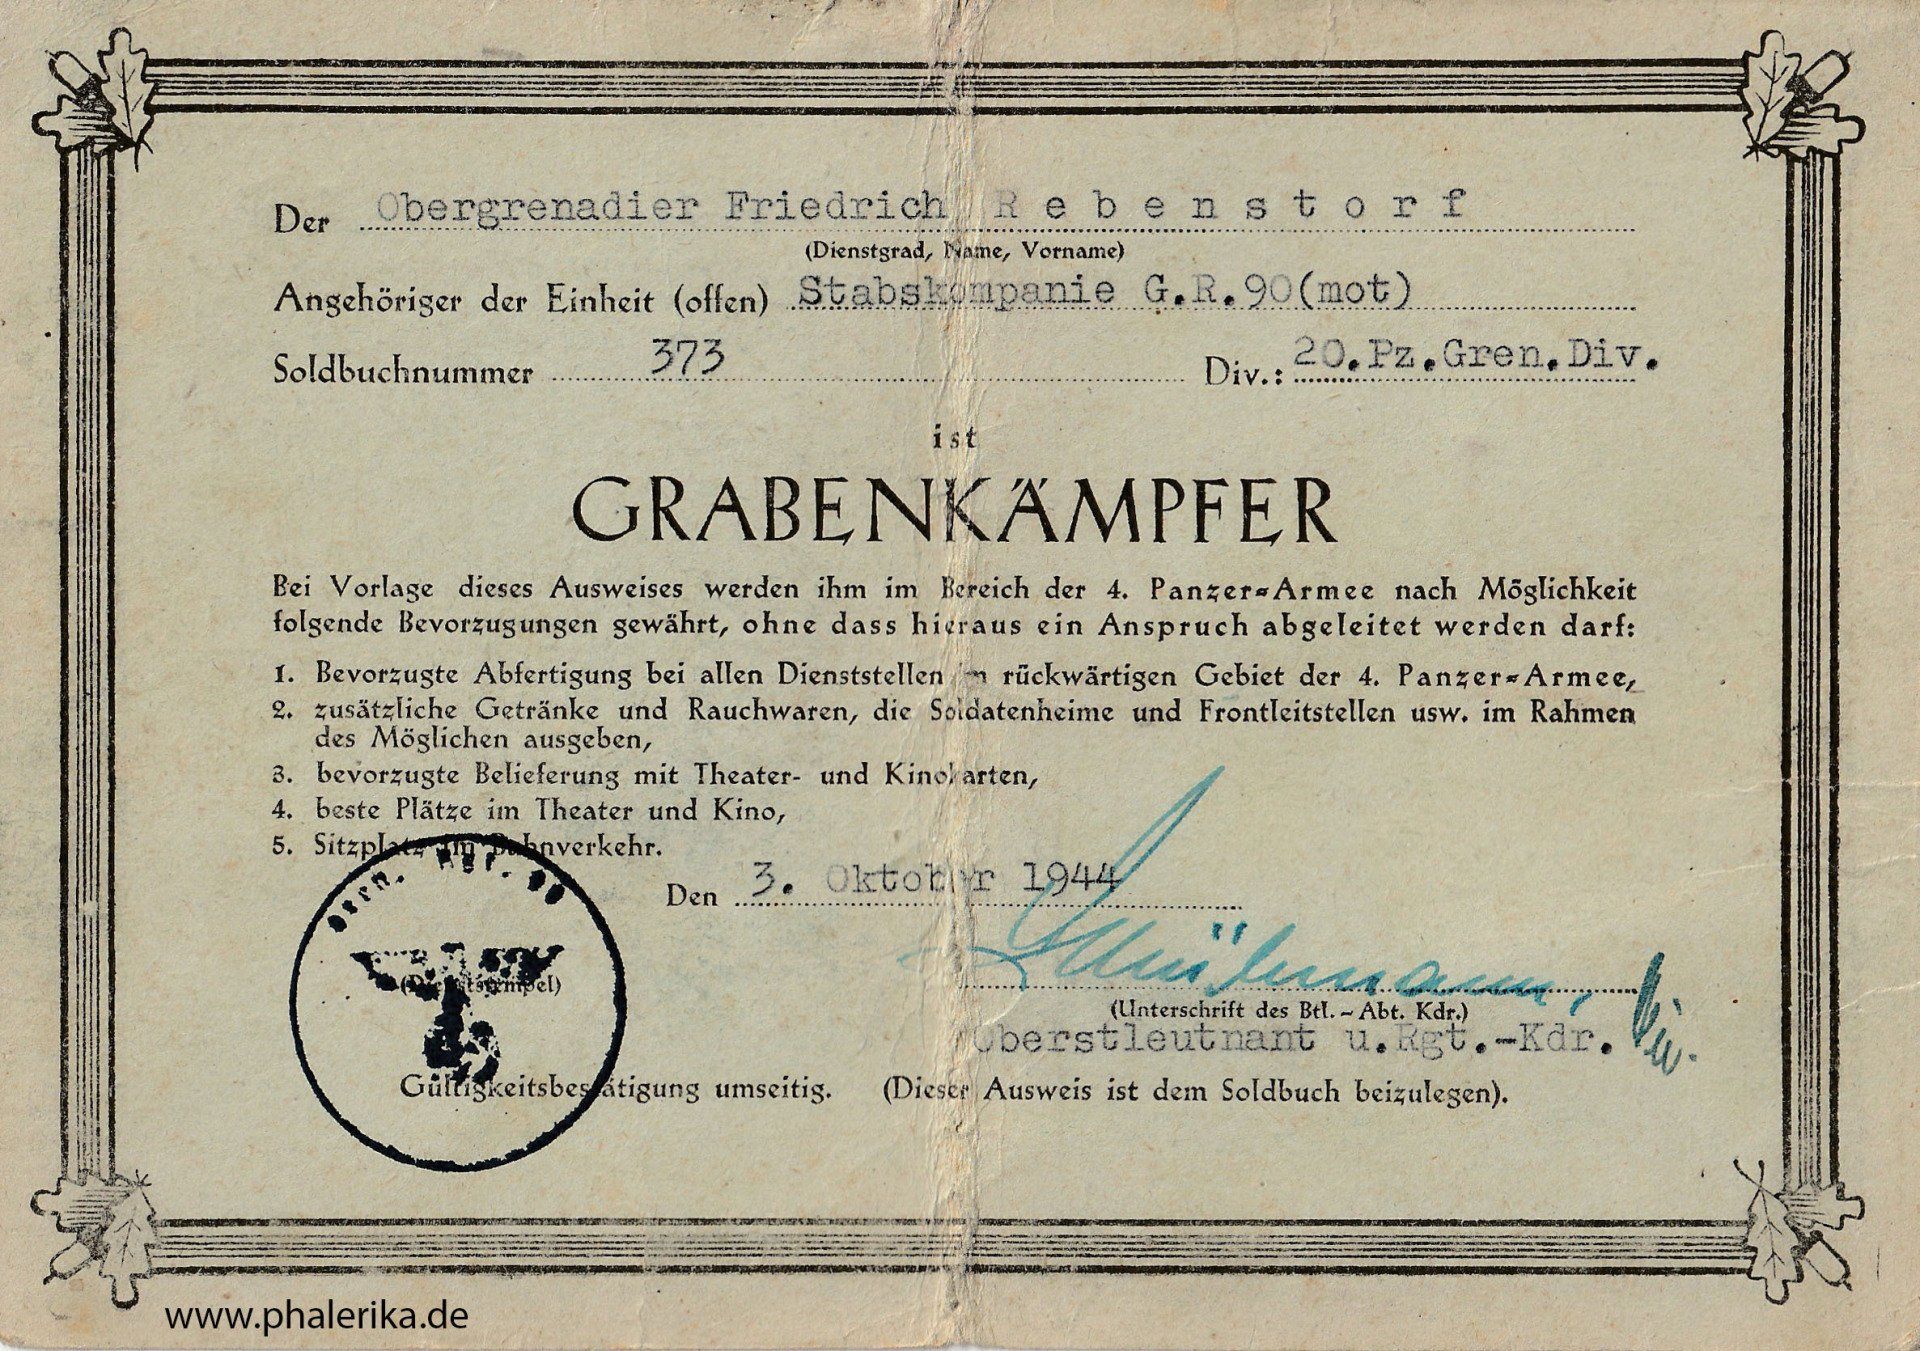 Der Obergrenadier Friedrich R e b e n s t o r f
(Dienstgrad, Name, Vorname)
Angehöriger der Einheit (offen) Stabskompanie G.R.90(mot)
Soldbuchnummer 373 Div.: 20.Pz.Gren.Div.
ist
GRABENKÄMPFER
Bei Vorlage dieses Ausweises werden ihm im Bereich der 4. Panzer=Armee nach Möglichkeit
folgende Bevorzugungen gewährt, ohne dass hieraus ein Anspruch abgeleitet werden darf:
1. Bevorzugte Abfertigung bei allen Dienststellen im rückwärtigen Gebiet der 4. Panzer=Armee,
2. zusätzliche Getränke und Rauchwaren, die Soldatenheime und Frontleitstellen usw. im Rahmen
des Möglichen ausgeben,
3. bevorzugte Belieferung mit Theater- und Kinokarten,
4. beste Plätze im Theater und Kino,
5. Sitzplatz im Bahnverkehr.
Gren. Rgt. 90
Den 3. Oktober 1944
(Dienststempel)
(Unterschrift des Btl. – Abt. Kdr.)
Oberstleutnant u.Rgt.-Kdr.
Gültigkeitsbestätigung umseitig. (Dieser Ausweis ist dem Soldbuch beizulegen).
www.phalerika.de